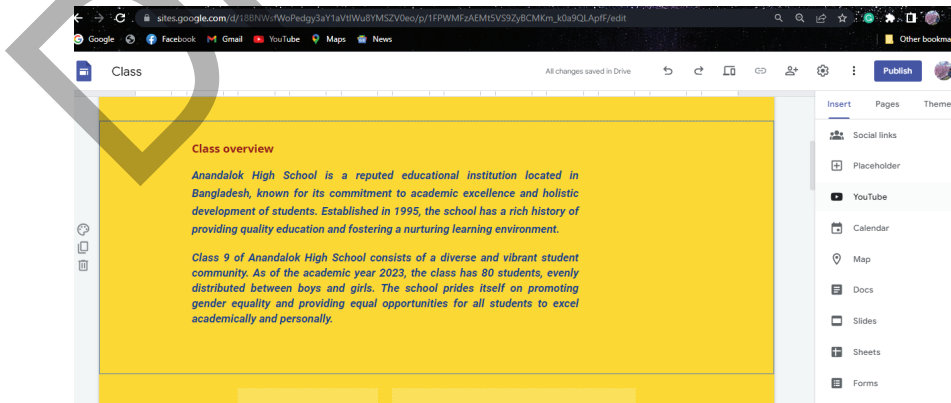 sites.google.com/d/18BNWsfWoPedgy3aY1aVtIWu8YMSZV0eo/p/1FPWMFzAEMt5VS9ZyBCMKm_k0a9QLApfF/edit
Google Facebook Gmail YouTube Maps News Other bookma
Class All changes saved in Drive Publish
Insert Pages Theme
Class overview
Anandalok High School is a reputed educational institution located in
Bangladesh, known for its commitment to academic excellence and holistic
development of students. Established in 1995, the school has a rich history of
providing quality education and fostering a nurturing learning environment.
Class 9 of Anandalok High School consists of a diverse and vibrant student
community. As of the academic year 2023, the class has 80 students, evenly
distributed between boys and girls. The school prides itself on promoting
gender equality and providing equal opportunities for all students to excel
academically and personally.
Social links
Placeholder
YouTube
Calendar
Map
Docs
Slides
Sheets
Forms